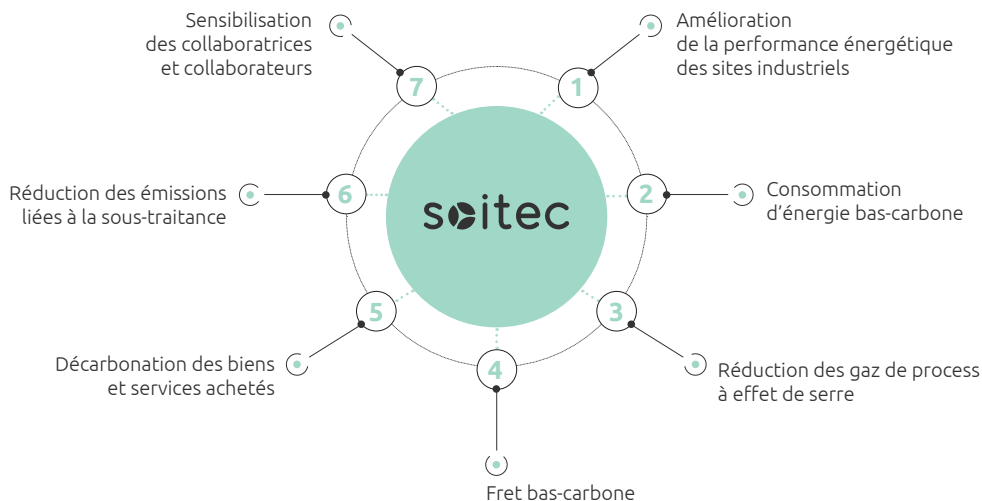 Amélioration
de la performance énergétique
des sites industriels
1
Consommation
d’énergie bas-carbone
2
Réduction des gaz de process
à effet de serre
3
Fret bas-carbone
4
Décarbonation des biens
et services achetés
5
Réduction des émissions
liées à la sous-traitance
6
Sensibilisation
des collaboratrices
et collaborateurs
7
soitec